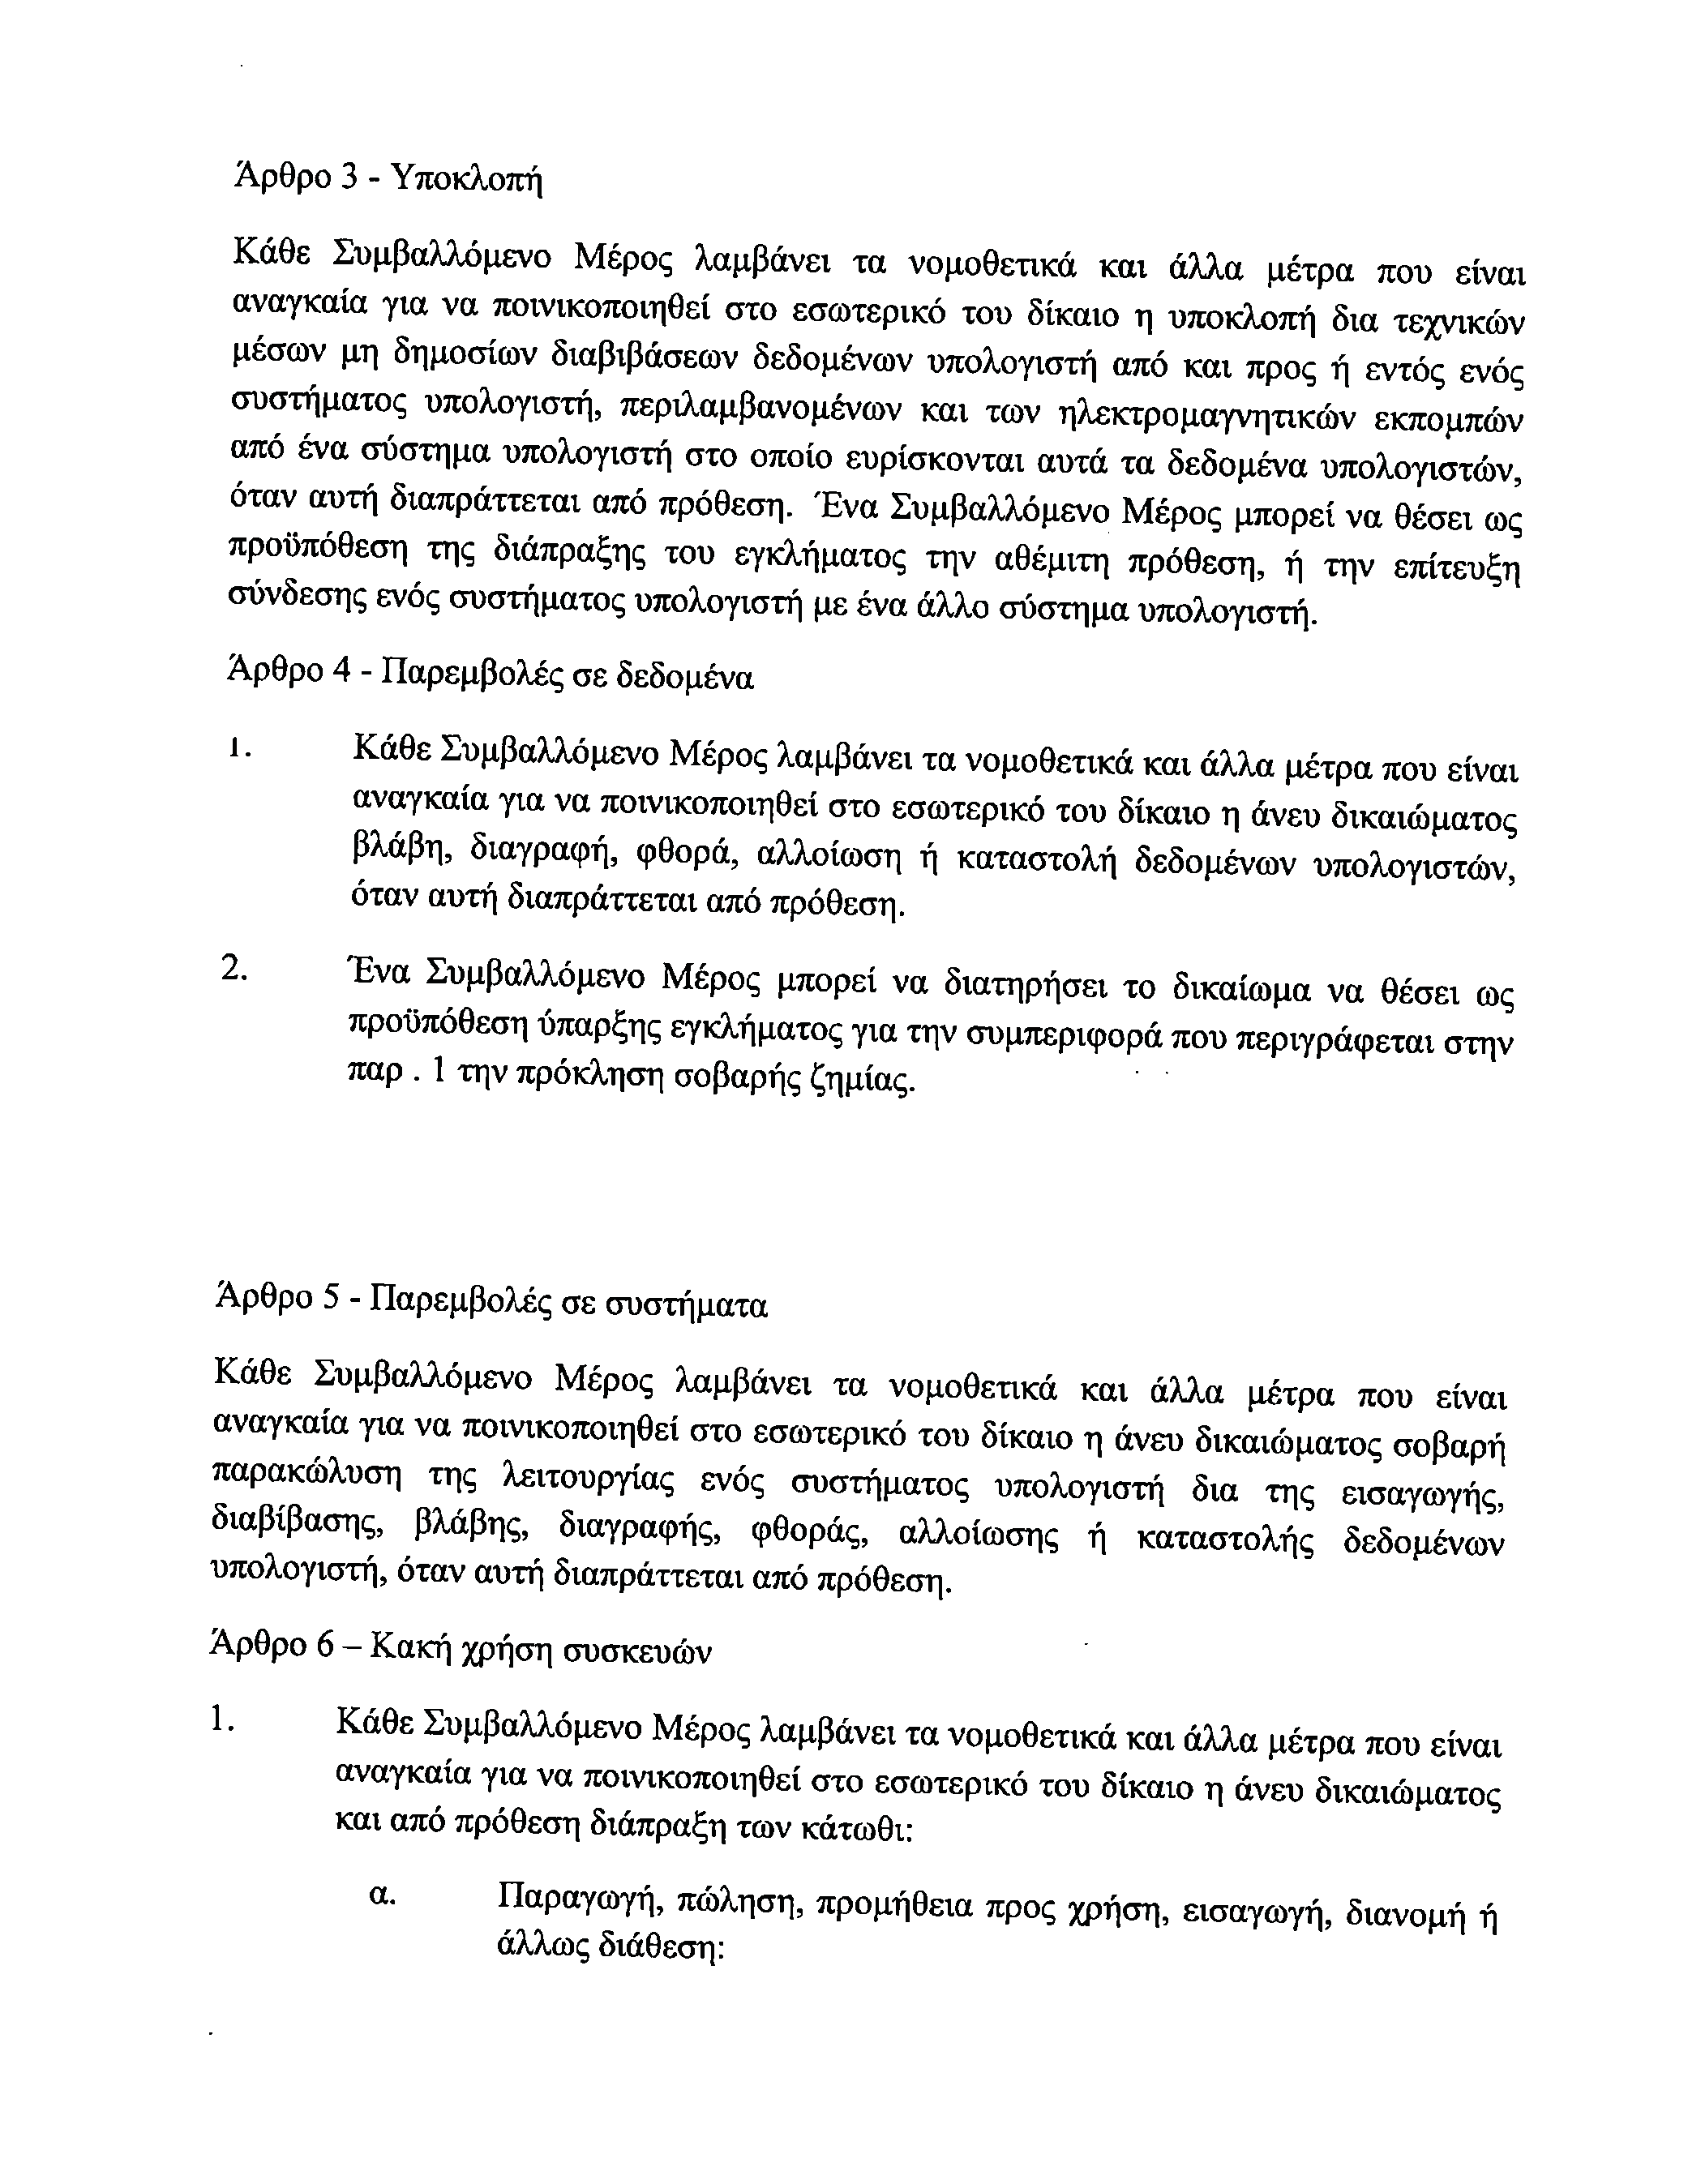 Άρθρο 3 - Υποκλοπή
Κάθε Συμβαλλόμενο Μέρος λαμβάνει τα νομοθετικά και άλλα μέτρα που είναι
αναγκαία για να ποινικοποιηθεί στο εσωτερικό του δίκαιο η υποκλοπή δια τεχνικών
μέσων μη δημοσίων διαβιβάσεων δεδομένων υπολογιστή από και προς ή εντός ενός
συστήματος υπολογιστή, περιλαμβανομένων και των ηλεκτρομαγνητικών εκπομπών
από ένα σύστημα υπολογιστή στο οποίο ευρίσκονται αυτά τα δεδομένα υπολογιστών,
όταν αυτή διαπράττεται από πρόθεση. Ένα Συμβαλλόμενο Μέρος μπορεί να θέσει ως
προϋπόθεση της διάπραξης του εγκλήματος την αθέμιτη πρόθεση, ή την επίτευξη
σύνδεσης ενός συστήματος υπολογιστή με ένα άλλο σύστημα υπολογιστή.
Άρθρο 4 - Παρεμβολές σε δεδομένα
1. Κάθε Συμβαλλόμενο Μέρος λαμβάνει τα νομοθετικά και άλλα μέτρα που είναι
αναγκαία για να ποινικοποιηθεί στο εσωτερικό του δίκαιο η άνευ δικαιώματος
βλάβη, διαγραφή, φθορά, αλλοίωση ή καταστολή δεδομένων υπολογιστών,
όταν αυτή διαπράττεται από πρόθεση.
2. Ένα Συμβαλλόμενο Μέρος μπορεί να διατηρήσει το δικαίωμα να θέσει ως
προϋπόθεση ύπαρξης εγκλήματος για την συμπεριφορά που περιγράφεται στην
παρ . 1 την πρόκληση σοβαρής ζημίας.
Άρθρο 5 - Παρεμβολές σε συστήματα
Κάθε Συμβαλλόμενο Μέρος λαμβάνει τα νομοθετικά και άλλα μέτρα που είναι
αναγκαία για να ποινικοποιηθεί στο εσωτερικό του δίκαιο η άνευ δικαιώματος σοβαρή
παρακώλυση της λειτουργίας ενός συστήματος υπολογιστή δια της εισαγωγής,
διαβίβασης, βλάβης, διαγραφής, φθοράς, αλλοίωσης ή καταστολής δεδομένων
υπολογιστή, όταν αυτή διαπράττεται από πρόθεση.
Άρθρο 6 – Κακή χρήση συσκευών
1. Κάθε Συμβαλλόμενο Μέρος λαμβάνει τα νομοθετικά και άλλα μέτρα που είναι
αναγκαία για να ποινικοποιηθεί στο εσωτερικό του δίκαιο η άνευ δικαιώματος
και από πρόθεση διάπραξη των κάτωθι:
α. Παραγωγή, πώληση, προμήθεια προς χρήση, εισαγωγή, διανομή ή
άλλως διάθεση: